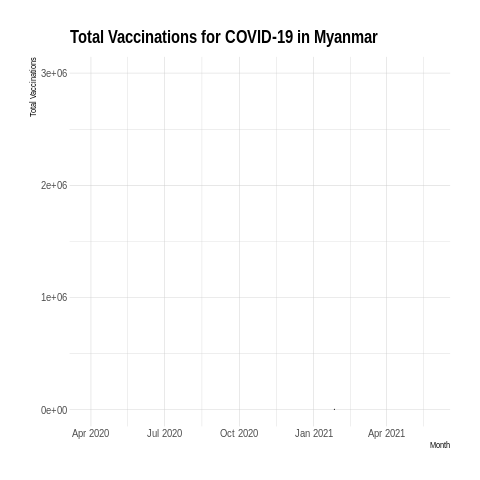 Total Vaccinations for COVID-19 in Myanmar
Total Vaccinations
3e+06
2e+06
1e+06
0e+00
Apr 2020 Jul 2020 Oct 2020 Jan 2021 Apr 2021
Month